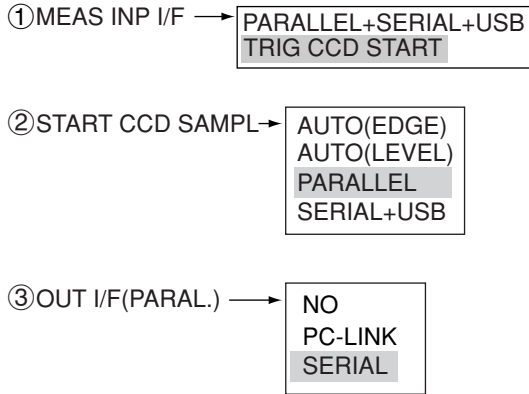 ①MEAS INP I/F
PARALLEL+SERIAL+USB
TRIG CCD START
②START CCD SAMPL
AUTO(EDGE)
AUTO(LEVEL)
PARALLEL
SERIAL+USB
③OUT I/F(PARAL.)
NO
PC-LINK
SERIAL